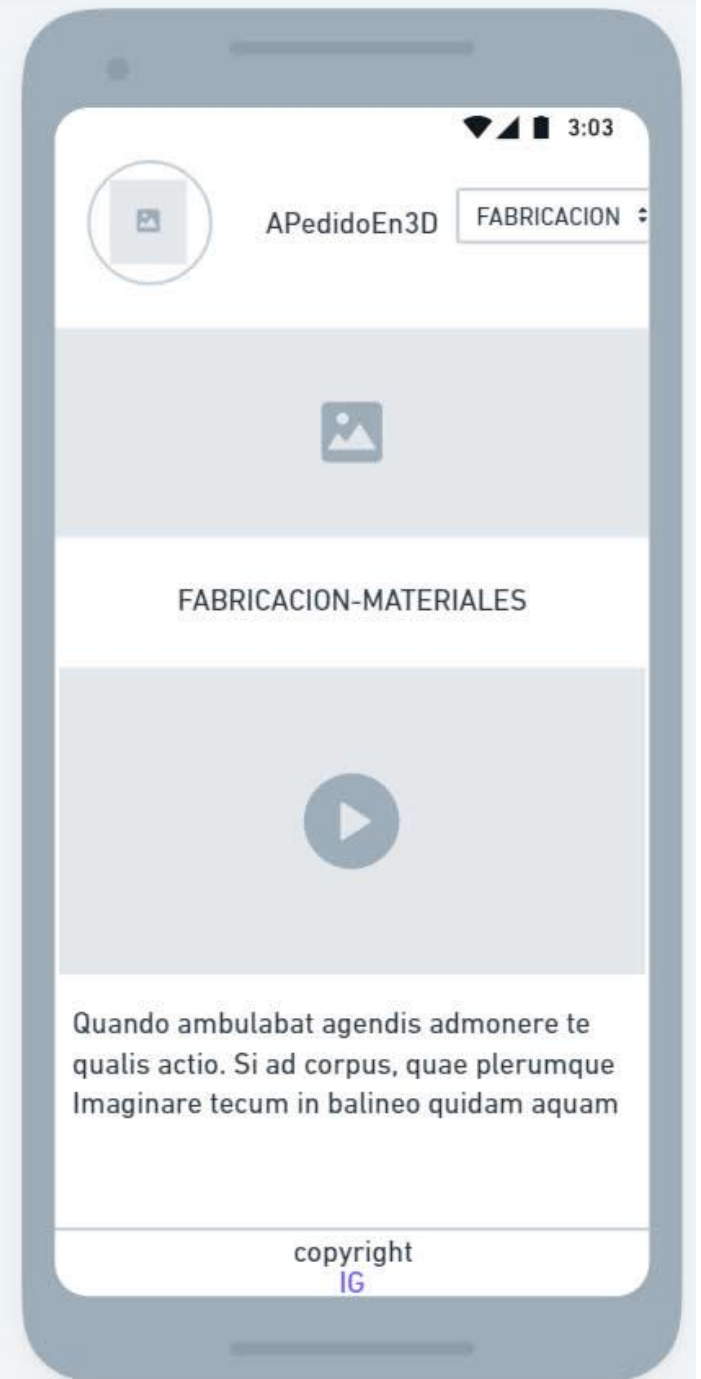 3:03
APedidoEn3D
FABRICACION
FABRICACION-MATERIALES
Quando ambulabat agendis admonere te
qualis actio. Si ad corpus, quae plerumque
Imaginare tecum in balineo quidam aquam
copyright
IG